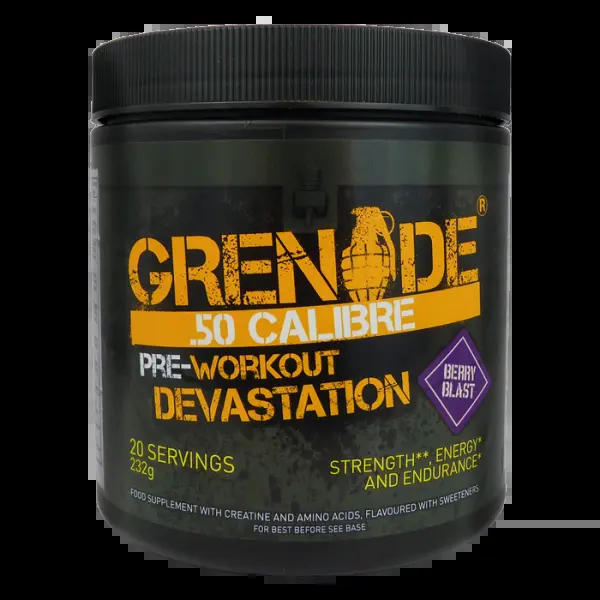 GRENADE®
.50 CALIBRE
PRE-WORKOUT
DEVASTATION
BERRY
BLAST
20 SERVINGS
232g
STRENGTH**, ENERGY*
AND ENDURANCE*
FOOD SUPPLEMENT WITH CREATINE AND AMINO ACIDS, FLAVOURED WITH SWEETENERS
FOR BEST BEFORE SEE BASE